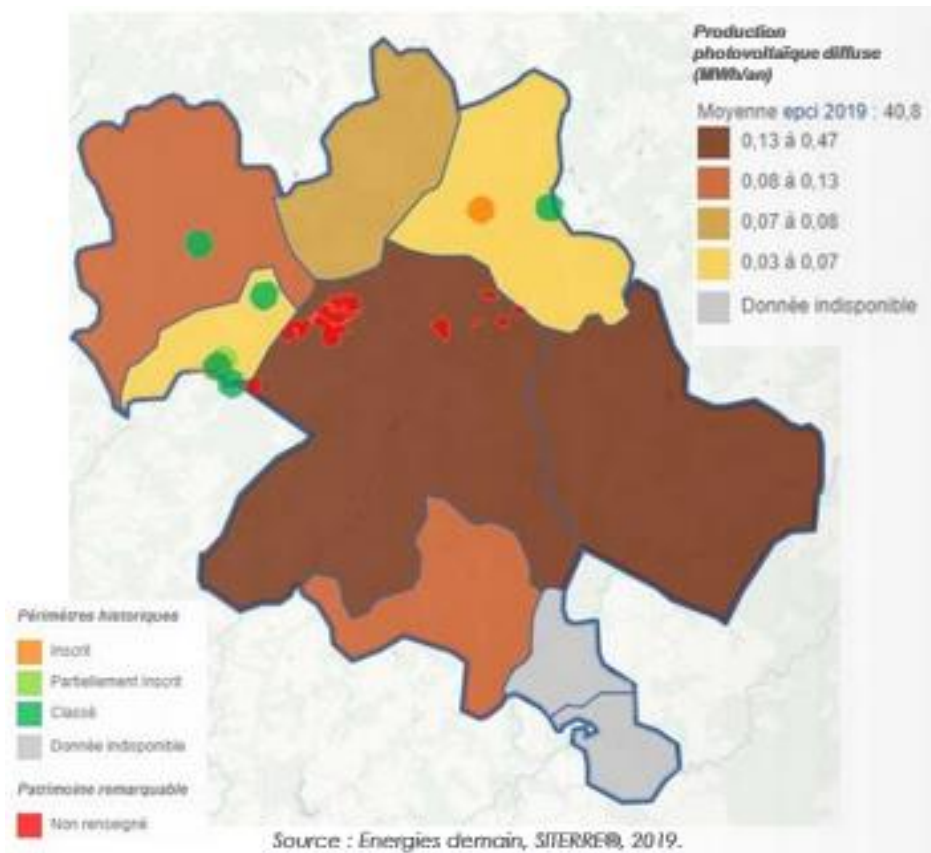 Production
photovoltaïque diffuse
(MWh/an)
Moyenne epci 2019 : 40,8
0,13 à 0,47
0,08 à 0,13
0,07 à 0,08
0,03 à 0,07
Donnée indisponible
Périmètres historiques
Inscrit
Partiellement inscrit
Classé
Donnée indisponible
Patrimoine remarquable
Non renseigné
Source : Energies demain, SITERRE®, 2019.